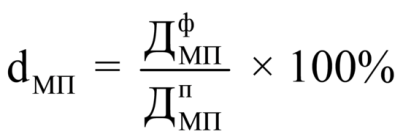 d_МП = Д^ф_МП / Д^п_МП × 100%